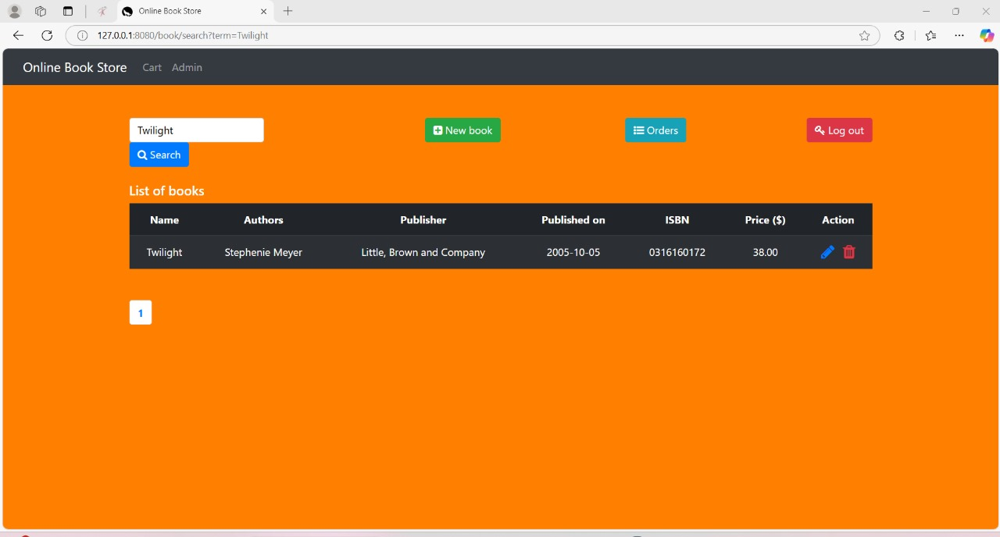 Online Book Store
127.0.0.1:8080/book/search?term=Twilight
Online Book Store Cart Admin
Twilight New book Orders Log out
Search
List of books
Name Authors Publisher Published on ISBN Price ($) Action
Twilight Stephenie Meyer Little, Brown and Company 2005-10-05 0316160172 38.00
1